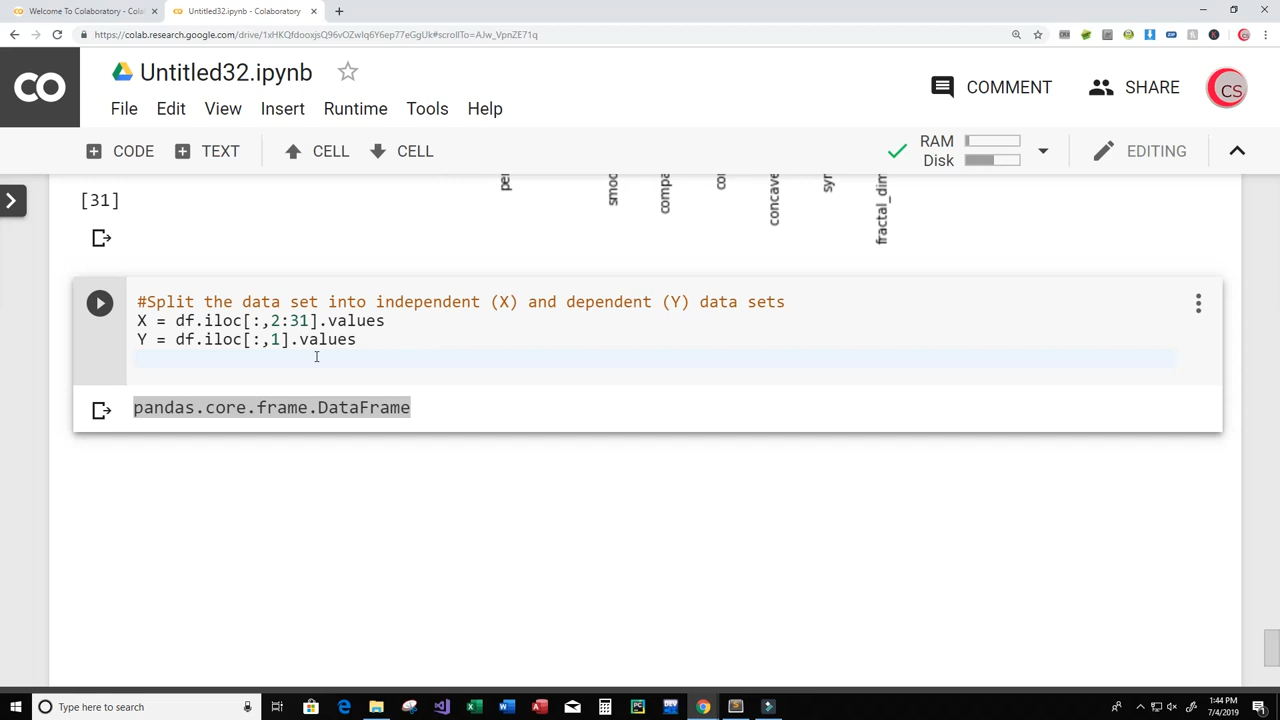 Welcome To Colaboratory - Cola
Untitled32.ipynb - Colaboratory
https://colab.research.google.com/drive/1xHKQfdooxjsQ96vOZwIq6Y6ep77eGgUk#scrollTo=AJw_VpnZE71q
CO
Untitled32.ipynb
COMMENT
SHARE
CS
File Edit View Insert Runtime Tools Help
CODE TEXT CELL CELL
RAM
Disk
EDITING
[31]
smoc
compa
concave
syr
fractal_dim
#Split the data set into independent (X) and dependent (Y) data sets
X = df.iloc[:,2:31].values
Y = df.iloc[:,1].values
pandas.core.frame.DataFrame
Type here to search
1:44 PM
7/4/2019